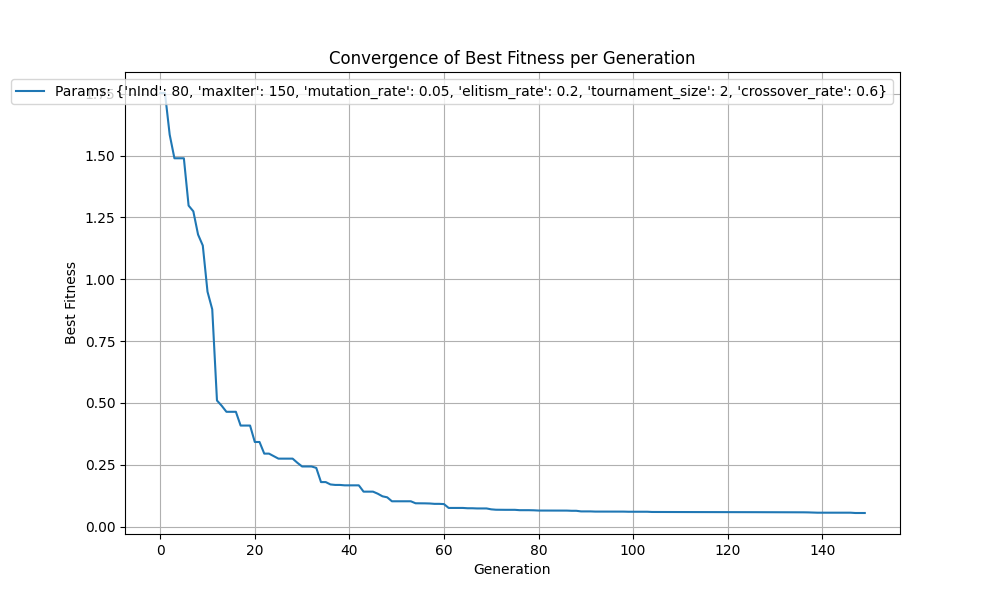 Convergence of Best Fitness per Generation
Params: {'nInd': 80, 'maxIter': 150, 'mutation_rate': 0.05, 'elitism_rate': 0.2, 'tournament_size': 2, 'crossover_rate': 0.6}
1.75
1.50
1.25
1.00
0.75
0.50
0.25
0.00
Best Fitness
0 20 40 60 80 100 120 140
Generation